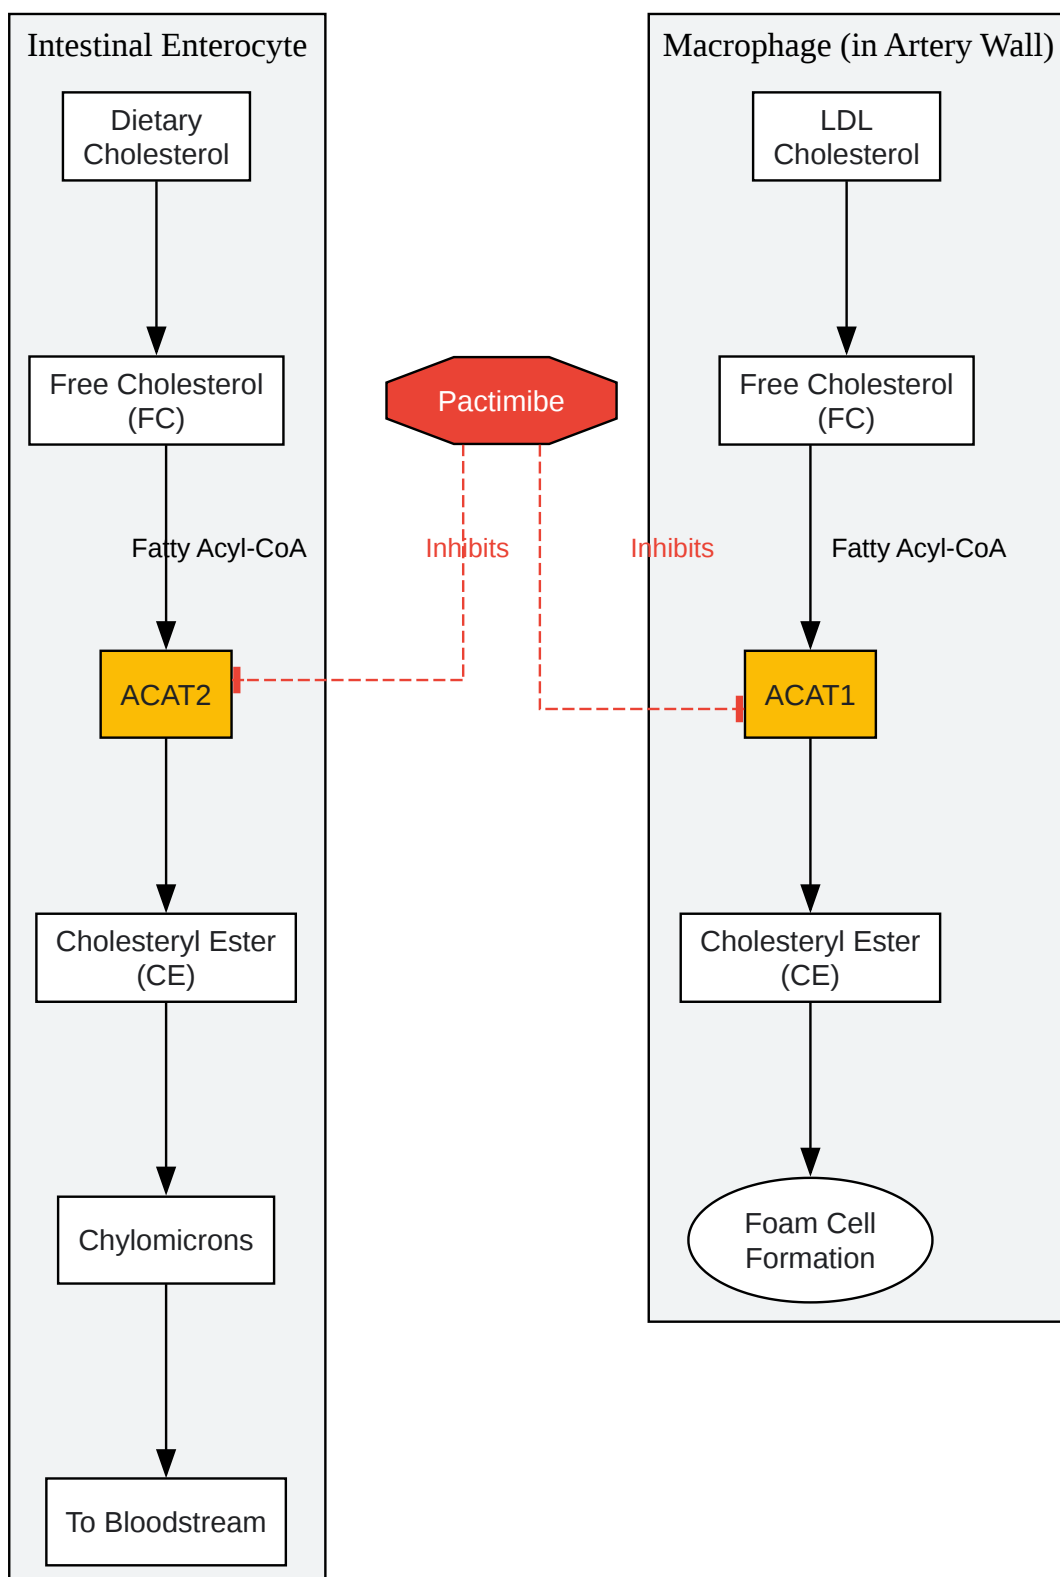 Intestinal Enterocyte
Dietary
Cholesterol
Free Cholesterol
(FC)
Fatty Acyl-CoA
ACAT2
Cholesteryl Ester
(CE)
Chylomicrons
To Bloodstream
Pactimibe
Inhibits
Inhibits
Macrophage (in Artery Wall)
LDL
Cholesterol
Free Cholesterol
(FC)
Fatty Acyl-CoA
ACAT1
Cholesteryl Ester
(CE)
Foam Cell
Formation